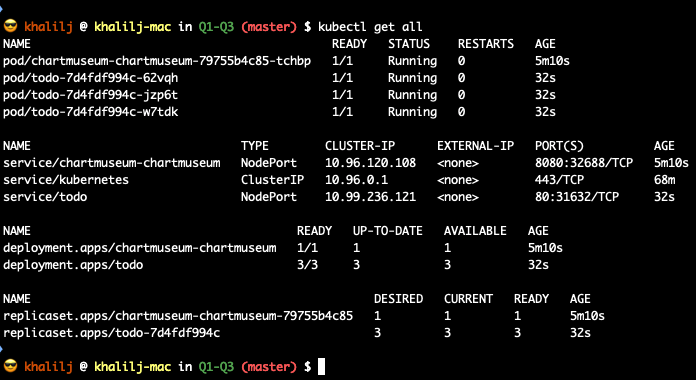 😎 khalilj @ khalilj-mac in Q1-Q3 (master) $ kubectl get all
NAME                                           READY   STATUS    RESTARTS   AGE
pod/chartmuseum-chartmuseum-79755b4c85-tchbp   1/1     Running   0          5m10s
pod/todo-7d4fdf994c-62vqh                      1/1     Running   0          32s
pod/todo-7d4fdf994c-jzp6t                      1/1     Running   0          32s
pod/todo-7d4fdf994c-w7tdk                      1/1     Running   0          32s

NAME                              TYPE        CLUSTER-IP       EXTERNAL-IP   PORT(S)          AGE
service/chartmuseum-chartmuseum   NodePort    10.96.120.108    <none>        8080:32688/TCP   5m10s
service/kubernetes                ClusterIP   10.96.0.1        <none>        443/TCP          68m
service/todo                      NodePort    10.99.236.121    <none>        80:31632/TCP     32s

NAME                                      READY   UP-TO-DATE   AVAILABLE   AGE
deployment.apps/chartmuseum-chartmuseum   1/1     1            1           5m10s
deployment.apps/todo                      3/3     3            3           32s

NAME                                                 DESIRED   CURRENT   READY   AGE
replicaset.apps/chartmuseum-chartmuseum-79755b4c85   1         1         1       5m10s
replicaset.apps/todo-7d4fdf994c                      3         3         3       32s

😎 khalilj @ khalilj-mac in Q1-Q3 (master) $